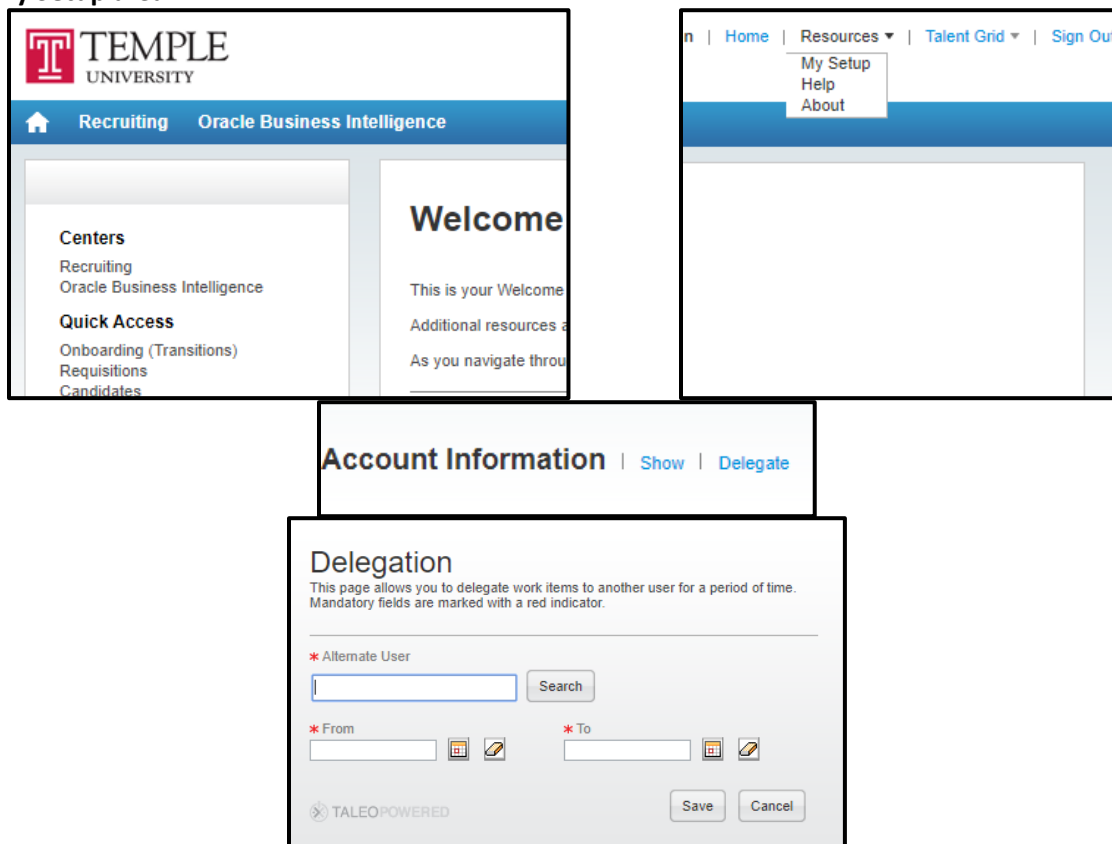 TEMPLE
UNIVERSITY
Recruiting Oracle Business Intelligence
Centers
Recruiting
Oracle Business Intelligence
Quick Access
Onboarding (Transitions)
Requisitions
Candidates
Welcome
This is your Welcome
Additional resources a
As you navigate throu
n | Home | Resources ▾ | Talent Grid ▾ | Sign Out
My Setup
Help
About
Account Information | Show | Delegate
Delegation
This page allows you to delegate work items to another user for a period of time.
Mandatory fields are marked with a red indicator.
* Alternate User
Search
* From * To
TALEOPOWERED
Save Cancel